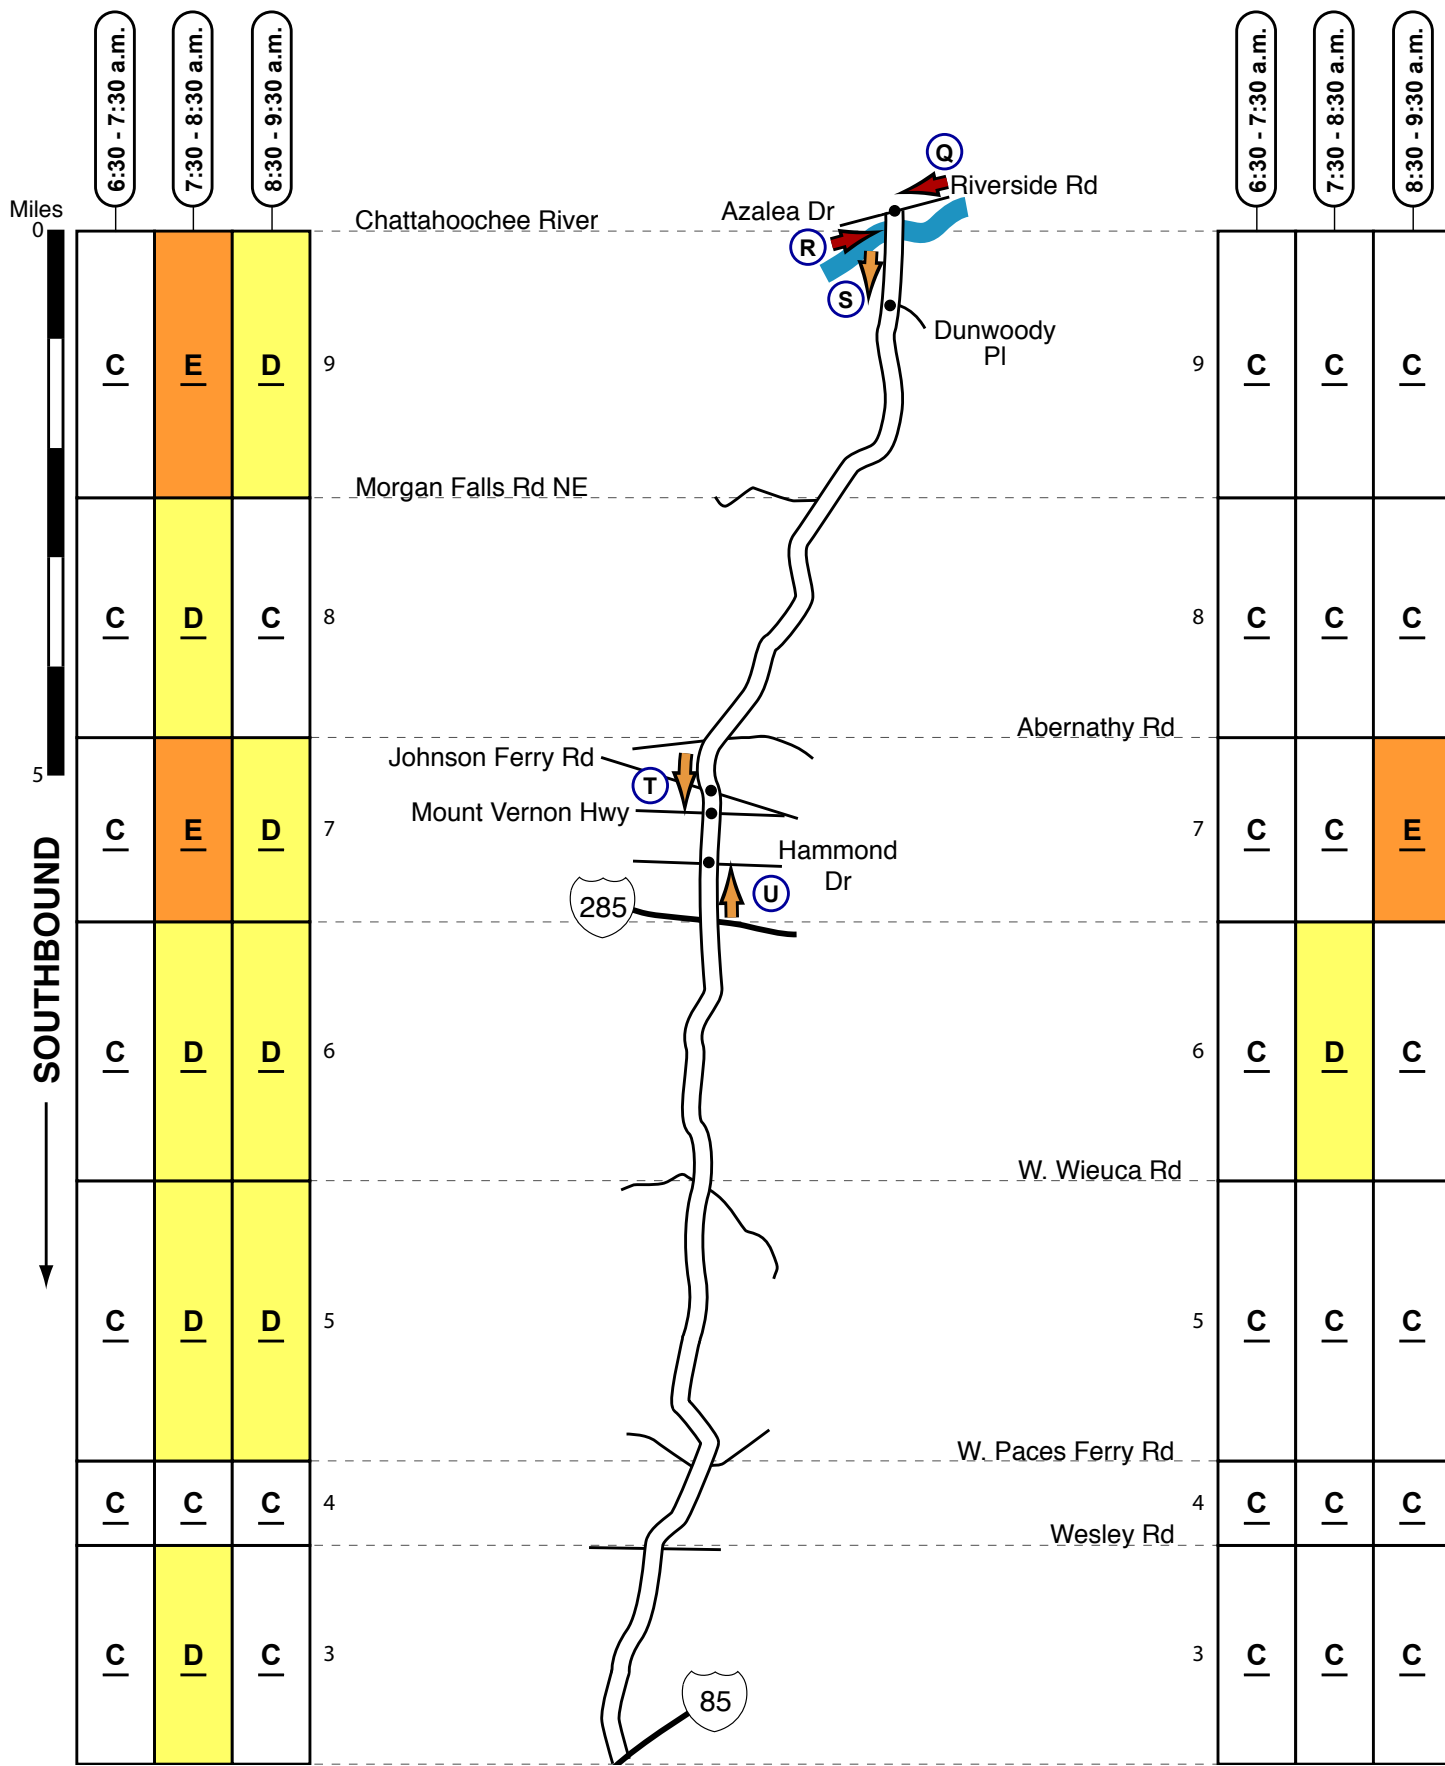 6:30 - 7:30 a.m.
7:30 - 8:30 a.m.
8:30 - 9:30 a.m.
6:30 - 7:30 a.m.
7:30 - 8:30 a.m.
8:30 - 9:30 a.m.
Q
Riverside Rd
Azalea Dr
Miles
0
Chattahoochee River
R
S
Dunwoody
Pl
C E D 9
9 C C C
Morgan Falls Rd NE
C D C 8
8 C C C
Abernathy Rd
Johnson Ferry Rd
5
T
Mount Vernon Hwy
C E D 7
7 C C E
Hammond
Dr
U
285
SOUTHBOUND
C D D 6
6 C D C
W. Wieuca Rd
C D D 5
5 C C C
W. Paces Ferry Rd
C C C 4
4 C C C
Wesley Rd
C D C 3
3 C C C
85